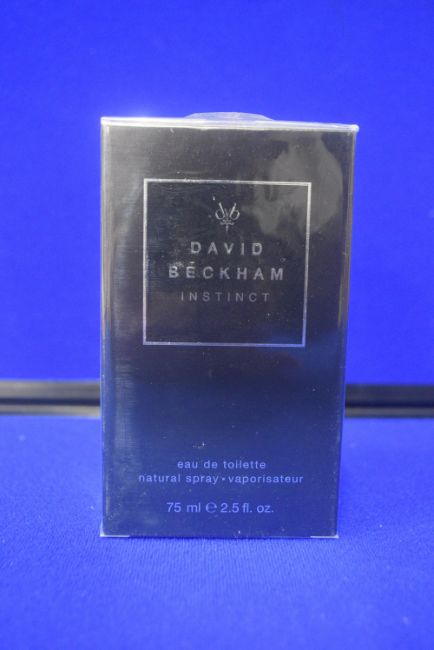 DAVID
BECKHAM
INSTINCT
eau de toilette
natural spray • vaporisateur
75 ml ℮ 2.5 fl. oz.